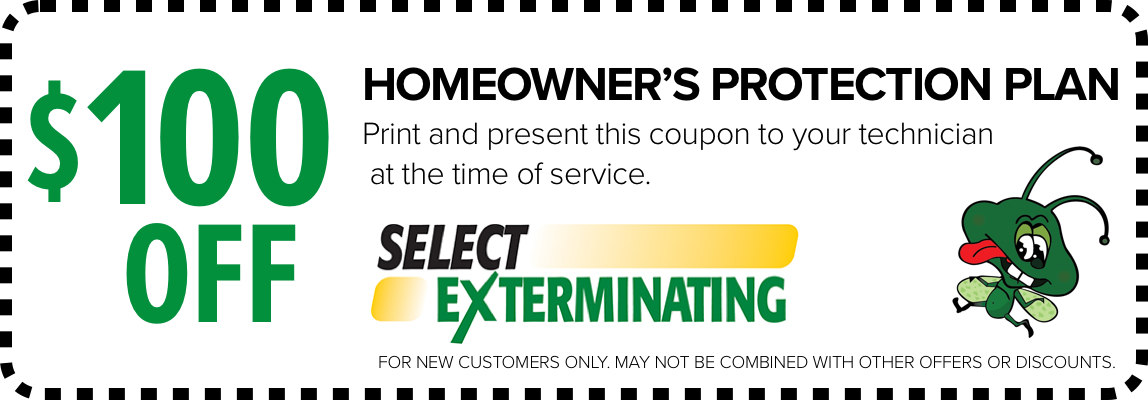 $100
OFF
HOMEOWNER’S PROTECTION PLAN
Print and present this coupon to your technician
at the time of service.
SELECT
EXTERMINATING
FOR NEW CUSTOMERS ONLY. MAY NOT BE COMBINED WITH OTHER OFFERS OR DISCOUNTS.